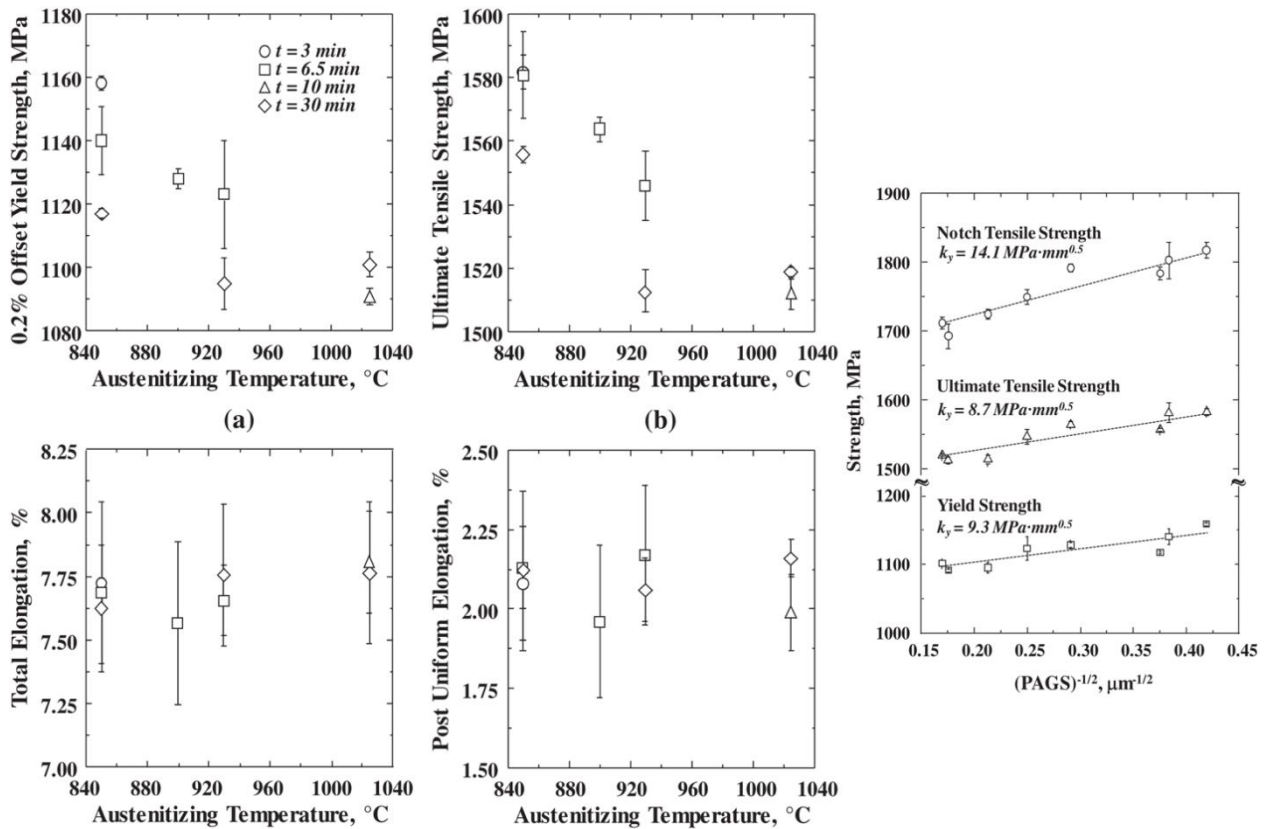 0.2% Offset Yield Strength, MPa
1180
1160
1140
1120
1100
1080
840 880 920 960 1000 1040
t = 3 min
t = 6.5 min
t = 10 min
t = 30 min
Austenitizing Temperature, °C
(a)
Ultimate Tensile Strength, MPa
1600
1580
1560
1540
1520
1500
840 880 920 960 1000 1040
Austenitizing Temperature, °C
(b)
Total Elongation, %
8.25
8.00
7.75
7.50
7.25
7.00
840 880 920 960 1000 1040
Austenitizing Temperature, °C
Post Uniform Elongation, %
2.50
2.25
2.00
1.75
1.50
840 880 920 960 1000 1040
Austenitizing Temperature, °C
Strength, MPa
1900
1800
1700
1600
1500
1200
1100
1000
Notch Tensile Strength
ky = 14.1 MPa·mm0.5
Ultimate Tensile Strength
ky = 8.7 MPa·mm0.5
Yield Strength
ky = 9.3 MPa·mm0.5
0.15 0.20 0.25 0.30 0.35 0.40 0.45
(PAGS)-1/2, μm-1/2